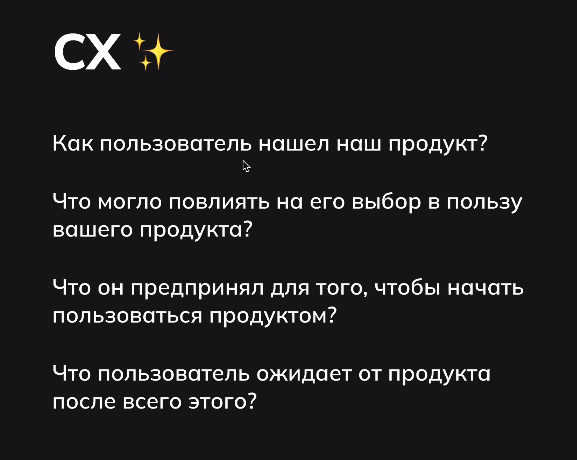 CX ✨
Как пользователь нашел наш продукт?
Что могло повлиять на его выбор в пользу
вашего продукта?
Что он предпринял для того, чтобы начать
пользоваться продуктом?
Что пользователь ожидает от продукта
после всего этого?